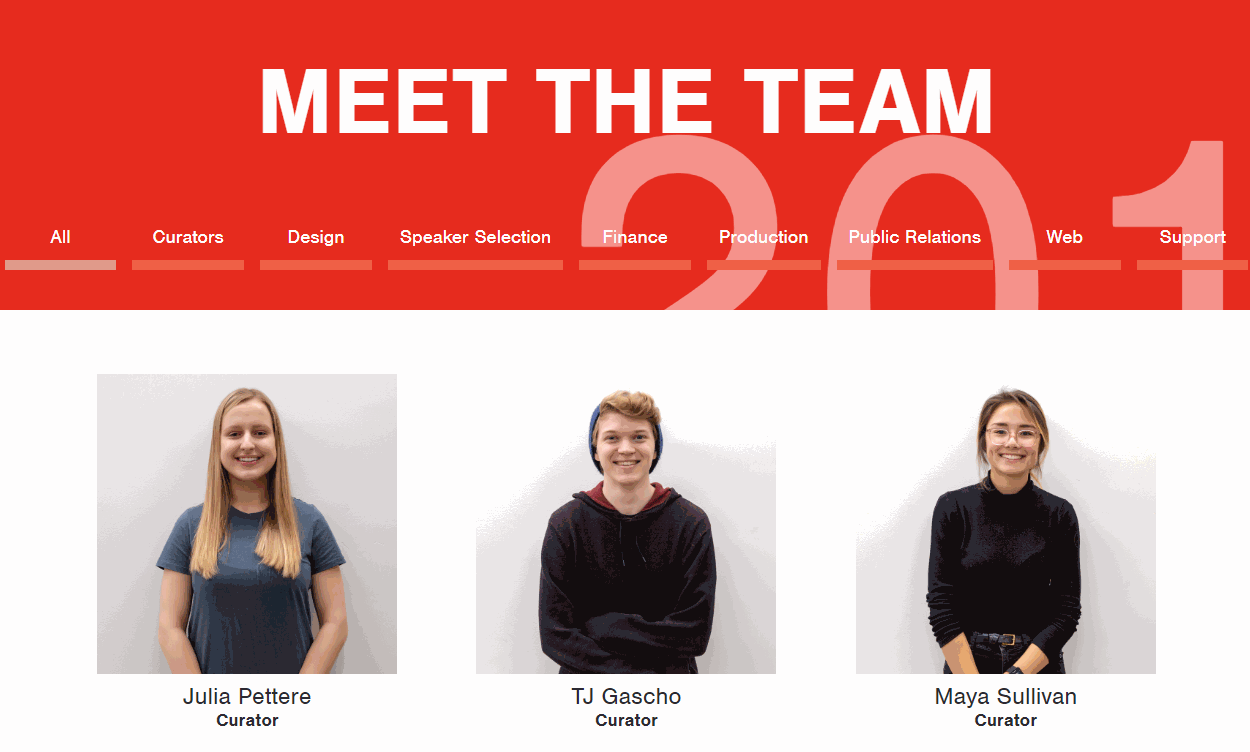 MEET THE TEAM
201
All Curators Design Speaker Selection Finance Production Public Relations Web Support
Julia Pettere TJ Gascho Maya Sullivan
Curator Curator Curator